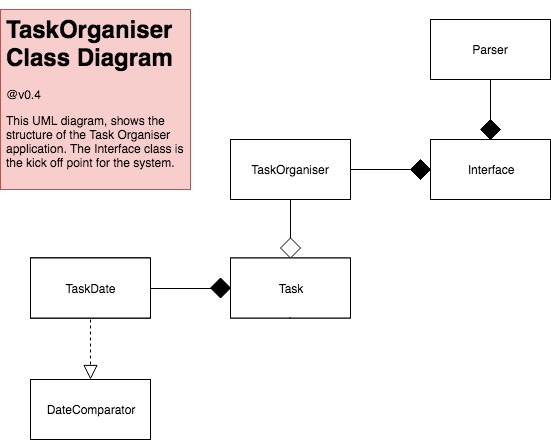 TaskOrganiser
Class Diagram
@v0.4
This UML diagram, shows the
structure of the Task Organiser
application. The Interface class is
the kick off point for the system.
Parser
TaskOrganiser
Interface
TaskDate
Task
DateComparator